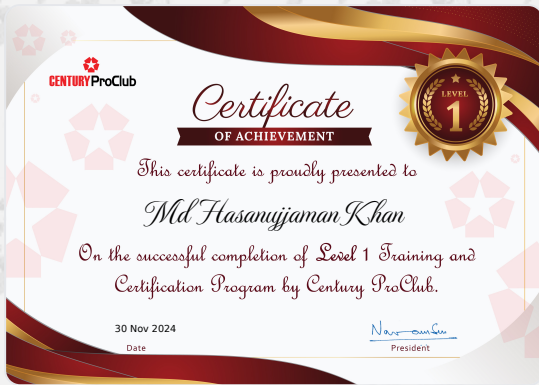 CENTURY ProClub
Certificate
OF ACHIEVEMENT
LEVEL
1
This certificate is proudly presented to
Md Hasanujjaman Khan
On the successful completion of Level 1 Training and
Certification Program by Century ProClub.
30 Nov 2024
Date
President